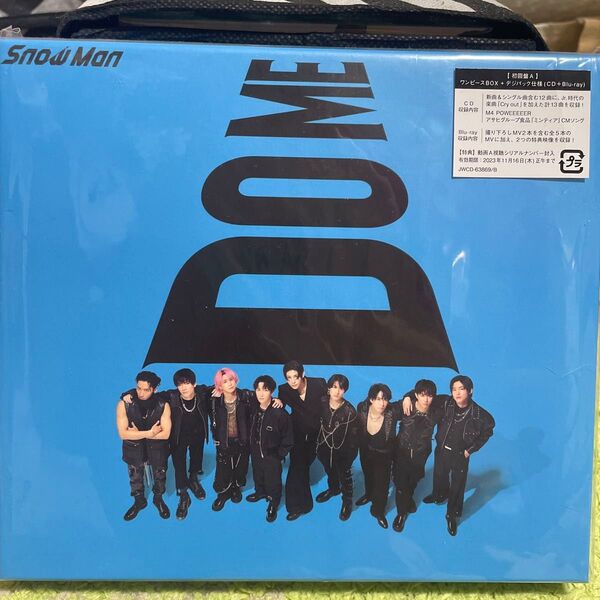 Snow Man
DOME
【 初回盤A 】
ワンピースBOX + デジパック仕様(CD+Blu-ray)
CD
収録内容
新曲&シングル曲含む12曲に、Jr.時代の
楽曲「Cry out」を加えた計13曲を収録!
M4 POWEEEEER
アサヒグループ食品「ミンティア」CMソング
Blu-ray
収録内容
撮り下ろしMV2本を含む全5本の
MVに加え、2つの特典映像を収録!
【特典】動画A視聴シリアルナンバー封入
有効期限:2023年11月16日(木)正午まで
JWCD-63869/B
プラ